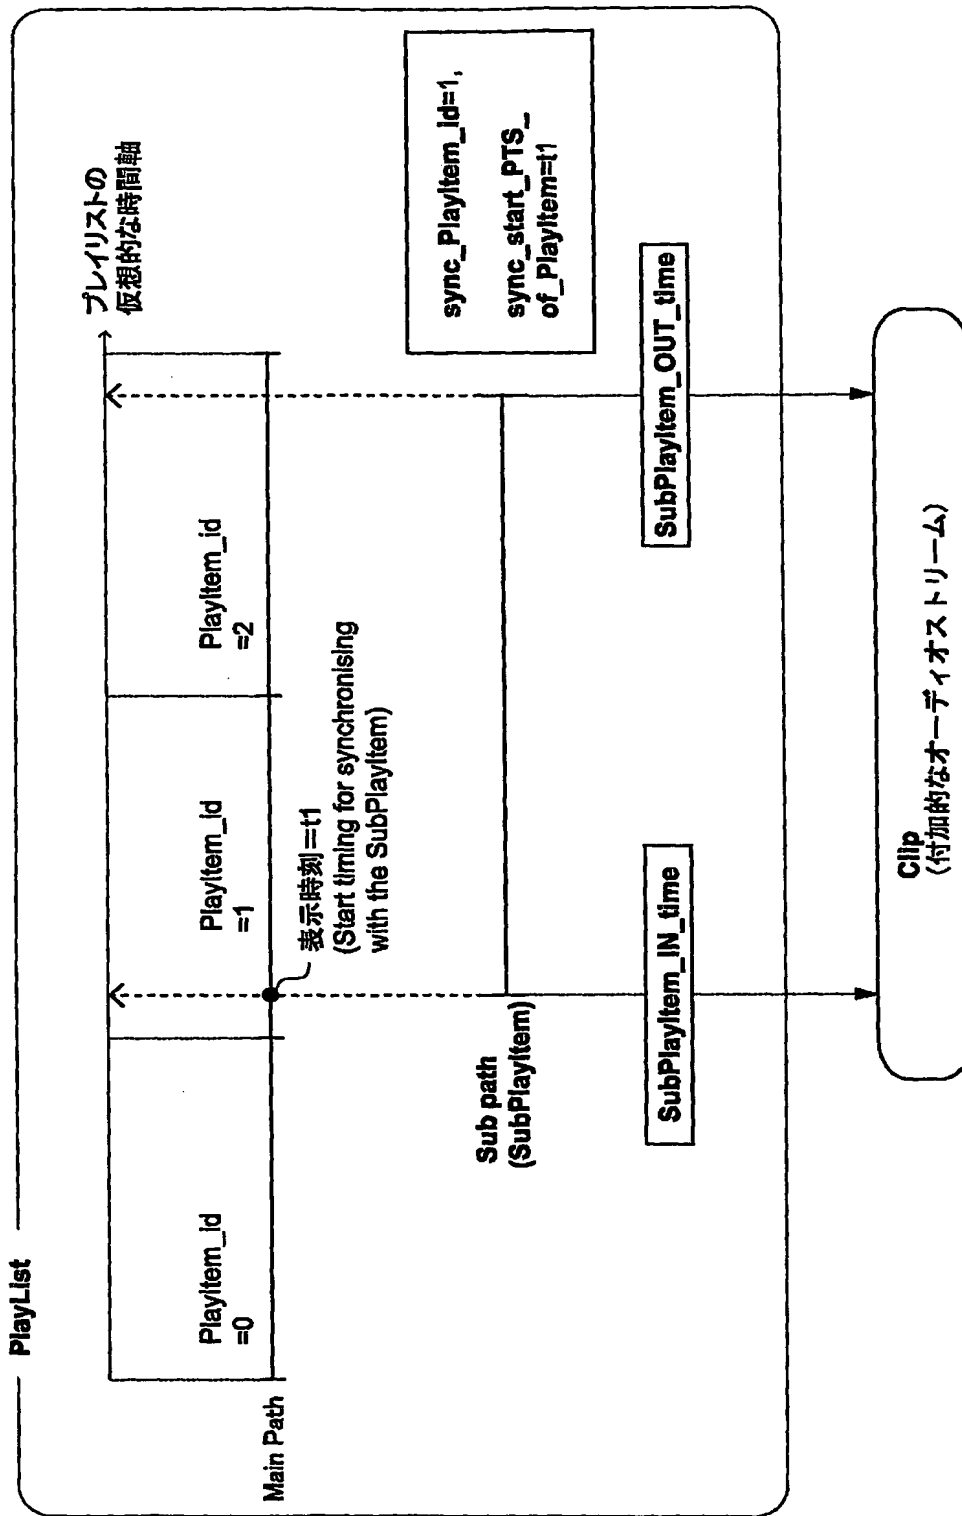 PlayList
プレイリストの
仮想的な時間軸
PlayItem_id
=0
PlayItem_id
=1
PlayItem_id
=2
Main Path
表示時刻=t1
(Start timing for synchronising
with the SubPlayItem)
sync_PlayItem_id=1,
sync_start_PTS_
of_PlayItem=t1
Sub path
(SubPlayItem)
SubPlayItem_IN_time
SubPlayItem_OUT_time
Clip
(付加的なオーディオストリーム)